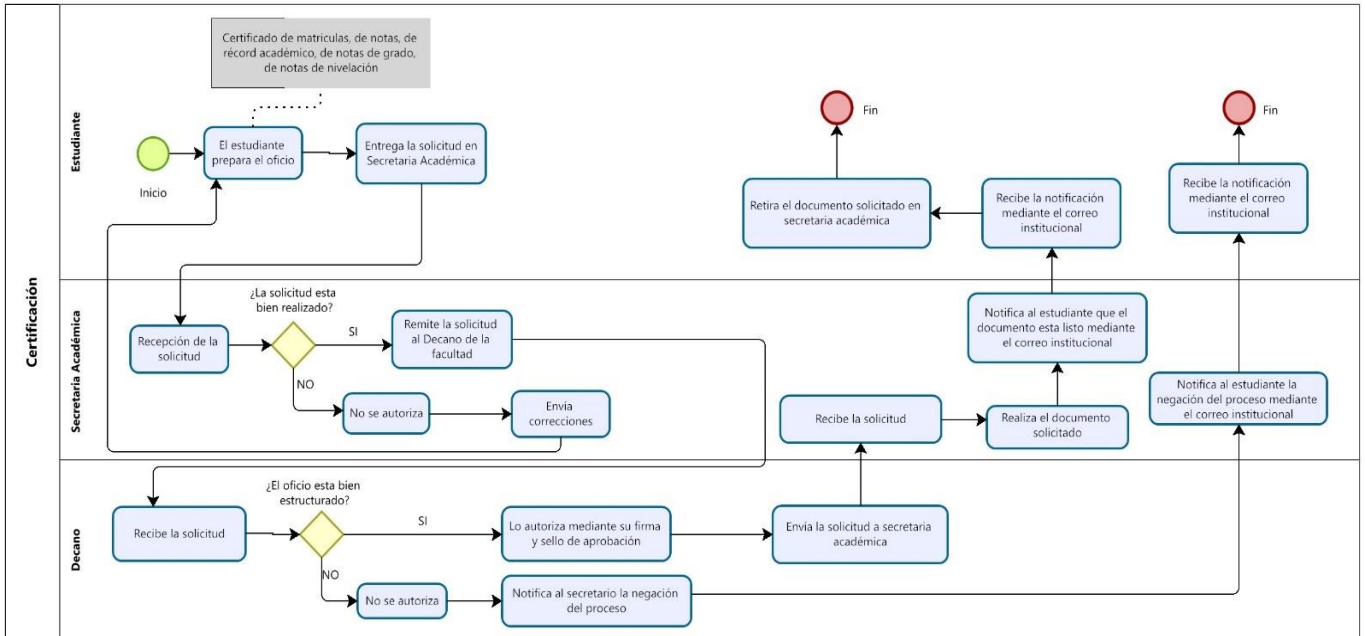 Certificación
Estudiante
Certificado de matriculas, de notas, de
récord académico, de notas de grado,
de notas de nivelación
Inicio
El estudiante
prepara el oficio
Entrega la solicitud en
Secretaria Académica
Fin
Retira el documento solicitado en
secretaria académica
Recibe la notificación
mediante el correo
institucional
Fin
Recibe la notificación
mediante el correo
institucional
Secretaria Académica
Recepción de la
solicitud
¿La solicitud esta
bien realizado?
SI
Remite la solicitud
al Decano de la
facultad
NO
No se autoriza
Envía
correcciones
Recibe la solicitud
Realiza el documento
solicitado
Notifica al estudiante que el
documento esta listo mediante
el correo institucional
Notifica al estudiante la
negación del proceso mediante
el correo institucional
Decano
Recibe la solicitud
¿El oficio esta bien
estructurado?
SI
Lo autoriza mediante su firma
y sello de aprobación
Envía la solicitud a secretaria
académica
NO
No se autoriza
Notifica al secretario la negación
del proceso